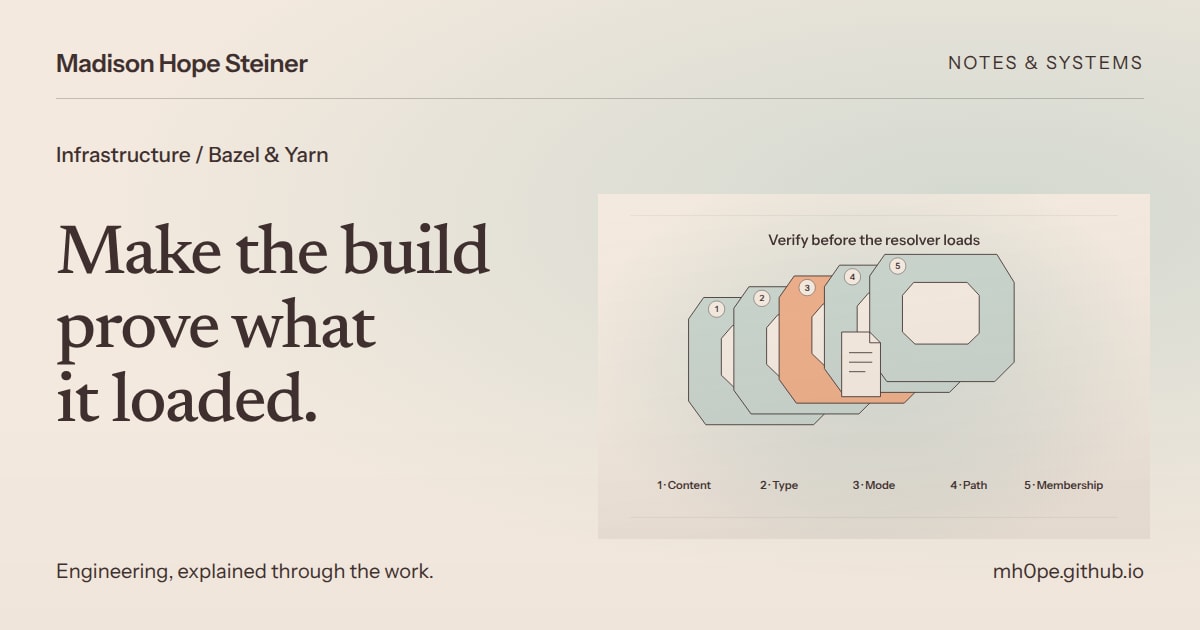 Madison Hope Steiner
NOTES & SYSTEMS
Infrastructure / Bazel & Yarn
Make the build
prove what
it loaded.
Verify before the resolver loads
1
2
3
4
5
1·Content
2·Type
3·Mode
4·Path
5·Membership
Engineering, explained through the work.
mh0pe.github.io